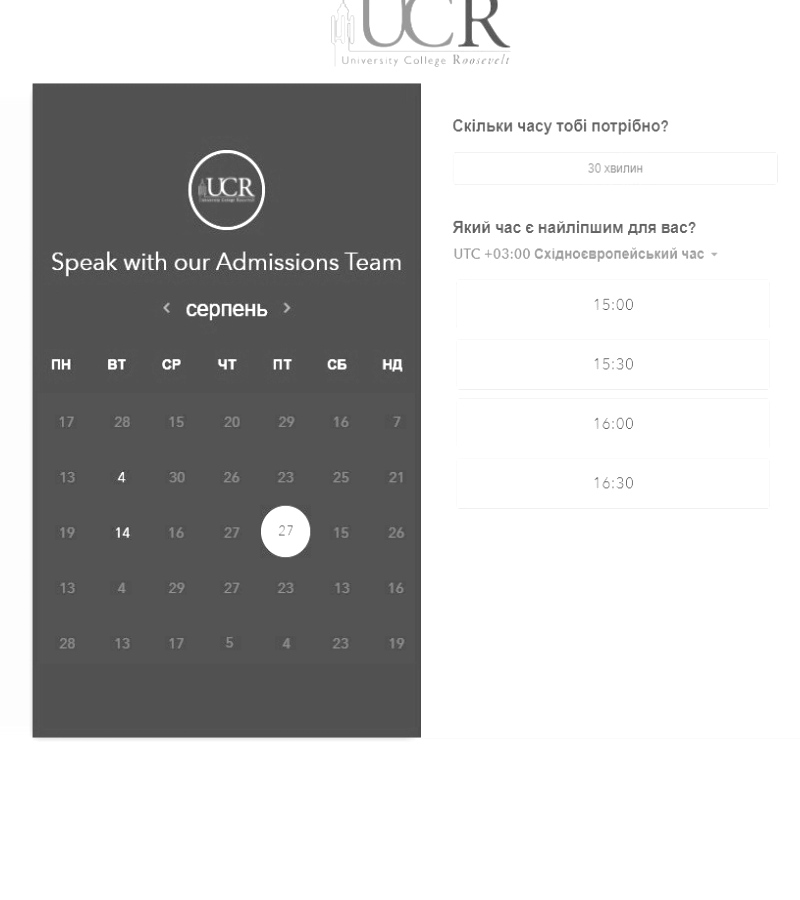 UCR
University College Roosevelt
UCR
University College Roosevelt
Speak with our Admissions Team
серпень
ПН ВТ СР ЧТ ПТ СБ НД
17 28 15 20 29 16 7
13 4 30 26 23 25 21
19 14 16 27 27 15 26
13 4 29 27 23 13 16
28 13 17 5 4 23 19
Скільки часу тобі потрібно?
30 хвилин
Який час є найліпшим для вас?
UTC +03:00 Східноєвропейський час
15:00
15:30
16:00
16:30